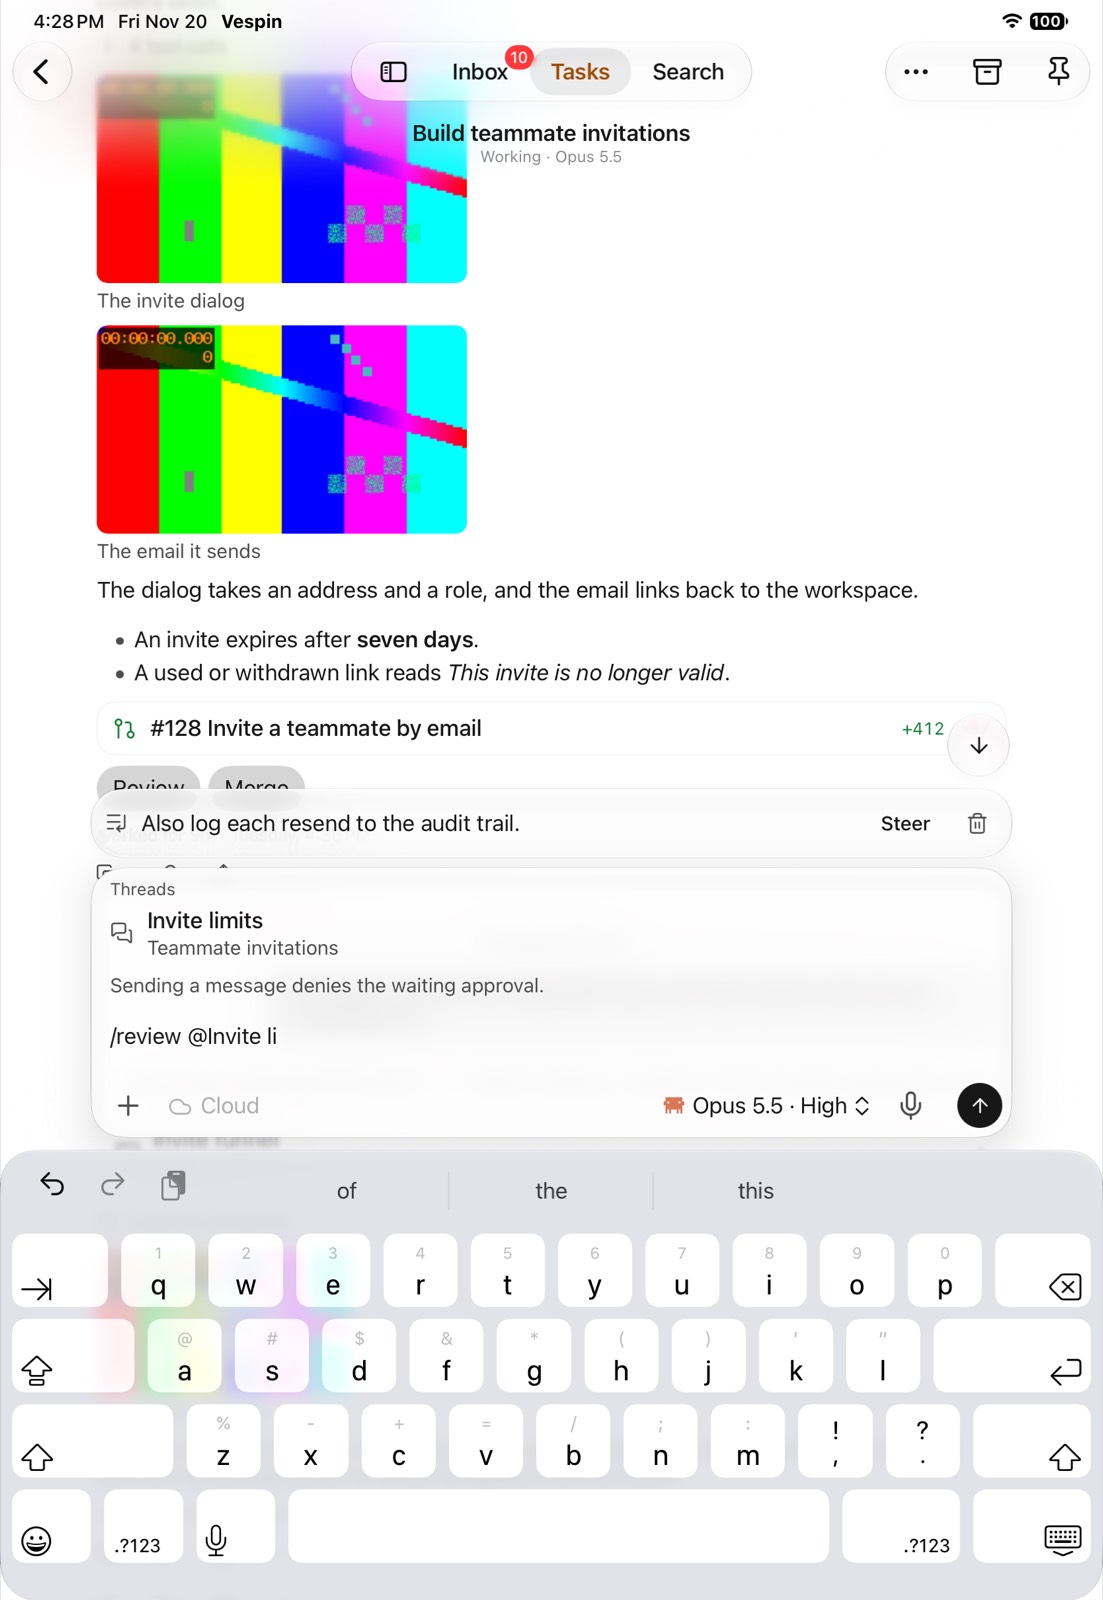 4:28 PM Fri Nov 20 Vespin
100
Inbox 10 Tasks Search
Build teammate invitations
Working · Opus 5.5
The invite dialog
00:00:00.000
0
The email it sends
The dialog takes an address and a role, and the email links back to the workspace.
• An invite expires after seven days.
• A used or withdrawn link reads This invite is no longer valid.
#128 Invite a teammate by email +412
Review Merge
Also log each resend to the audit trail. Steer
Threads
Invite limits
Teammate invitations
Sending a message denies the waiting approval.
/review @Invite li
Cloud Opus 5.5 · High
of the this
1 2 3 4 5 6 7 8 9 0
q w e r t y u i o p
@ # $ & * ( ) ' "
a s d f g h j k l
% - + = / ; : ! ?
z x c v b n m , .
.?123 .?123